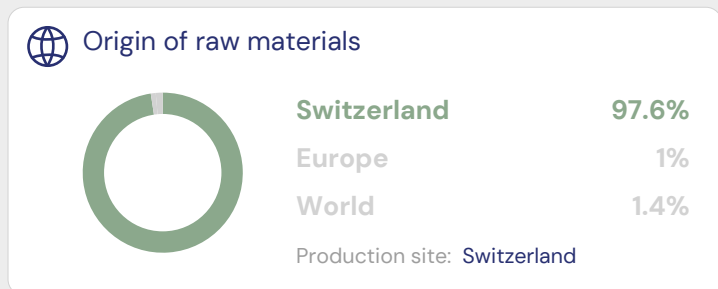 Origin of raw materials
Switzerland 97.6%
Europe 1%
World 1.4%
Production site: Switzerland